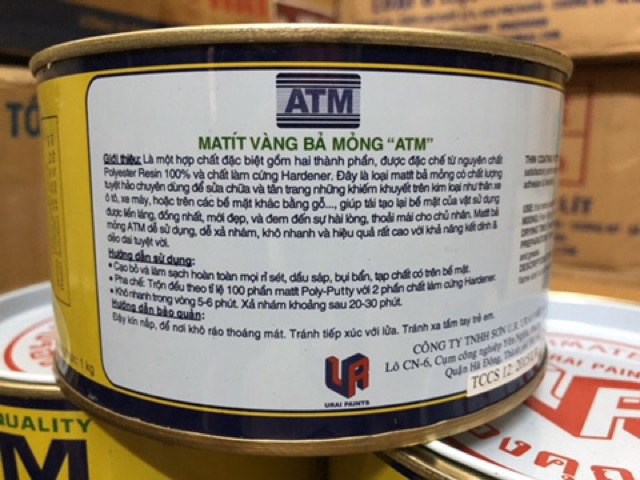 ATM
MATÍT VÀNG BẢ MỎNG "ATM"
Giới thiệu: Là một hợp chất đặc biệt gồm hai thành phần, được đặc chế từ nguyên chất
Polyester Resin 100% và chất làm cứng Hardener. Đây là loại matít bả mỏng có chất lượng
tuyệt hảo chuyên dùng để sửa chữa và tân trang những khiếm khuyết trên kim loại như thân xe
ô tô, xe máy, hoặc trên các bề mặt khác bằng gỗ..., giúp tái tạo lại bề mặt của vật sử dụng
được liền láng, đồng nhất, mới đẹp, và đem đến sự hài lòng, thoải mái cho chủ nhân. Matít bả
mỏng ATM dễ sử dụng, dễ xả nhám, khô nhanh và hiệu quả rất cao với khả năng kết dính &
dẻo dai tuyệt vời.
Hướng dẫn sử dụng:
• Cạo bỏ và làm sạch hoàn toàn mọi rỉ sét, dầu sáp, bụi bẩn, tạp chất có trên bề mặt.
• Pha chế: Trộn đều theo tỉ lệ 100 phần matít Poly-Putty với 2 phần chất làm cứng Hardener.
• Khô nhanh trong vòng 5-6 phút. Xả nhám khoảng sau 20-30 phút.
Hướng dẫn bảo quản:
Đậy kín nắp, để nơi khô ráo thoáng mát. Tránh tiếp xúc với lửa. Tránh xa tầm tay trẻ em.
CÔNG TY TNHH SƠN U.R.
Lô CN-6, Cụm công nghiệp Yên Nghĩa,
Quận Hà Đông, Thành
TCCS 12:
URAI PAINTS
1 kg
QUALITY
URAI PAINTS